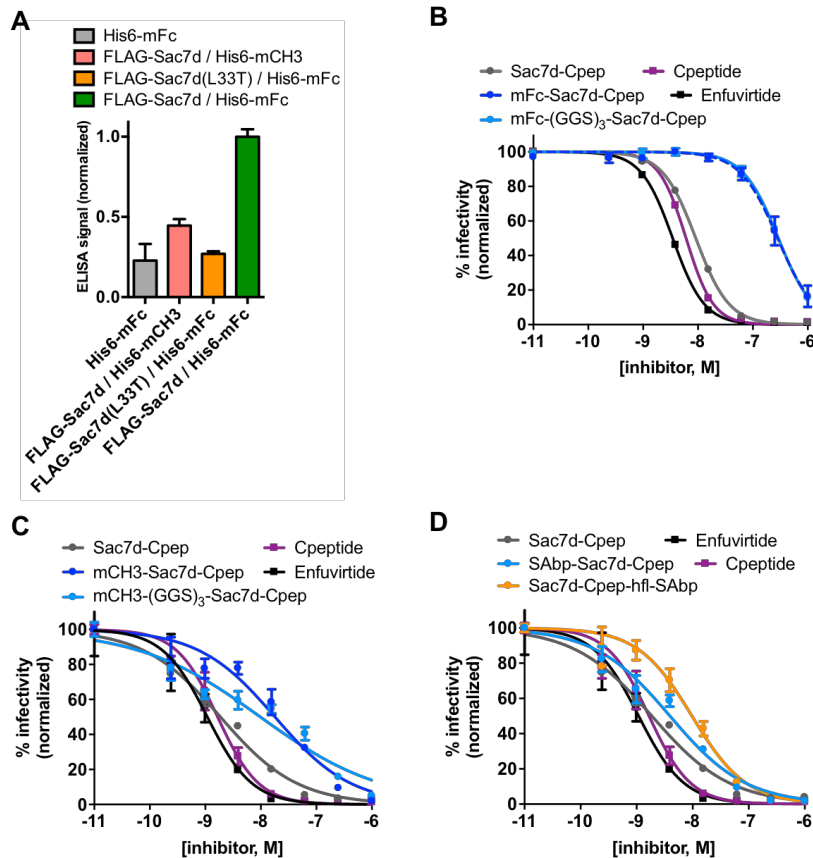 A
His6-mFc
FLAG-Sac7d / His6-mCH3
FLAG-Sac7d(L33T) / His6-mFc
FLAG-Sac7d / His6-mFc
ELISA signal (normalized)
1.0
0.5
0.0
His6-mFc
FLAG-Sac7d / His6-mCH3
FLAG-Sac7d(L33T) / His6-mFc
FLAG-Sac7d / His6-mFc
B
Sac7d-Cpep Cpeptide
mFc-Sac7d-Cpep Enfuvirtide
mFc-(GGS)3-Sac7d-Cpep
% infectivity
(normalized)
100
80
60
40
20
0
-11 -10 -9 -8 -7 -6
[inhibitor, M]
C
Sac7d-Cpep Cpeptide
mCH3-Sac7d-Cpep Enfuvirtide
mCH3-(GGS)3-Sac7d-Cpep
% infectivity
(normalized)
100
80
60
40
20
0
-11 -10 -9 -8 -7 -6
[inhibitor, M]
D
Sac7d-Cpep Enfuvirtide
SAbp-Sac7d-Cpep Cpeptide
Sac7d-Cpep-hfl-SAbp
% infectivity
(normalized)
100
80
60
40
20
0
-11 -10 -9 -8 -7 -6
[inhibitor, M]